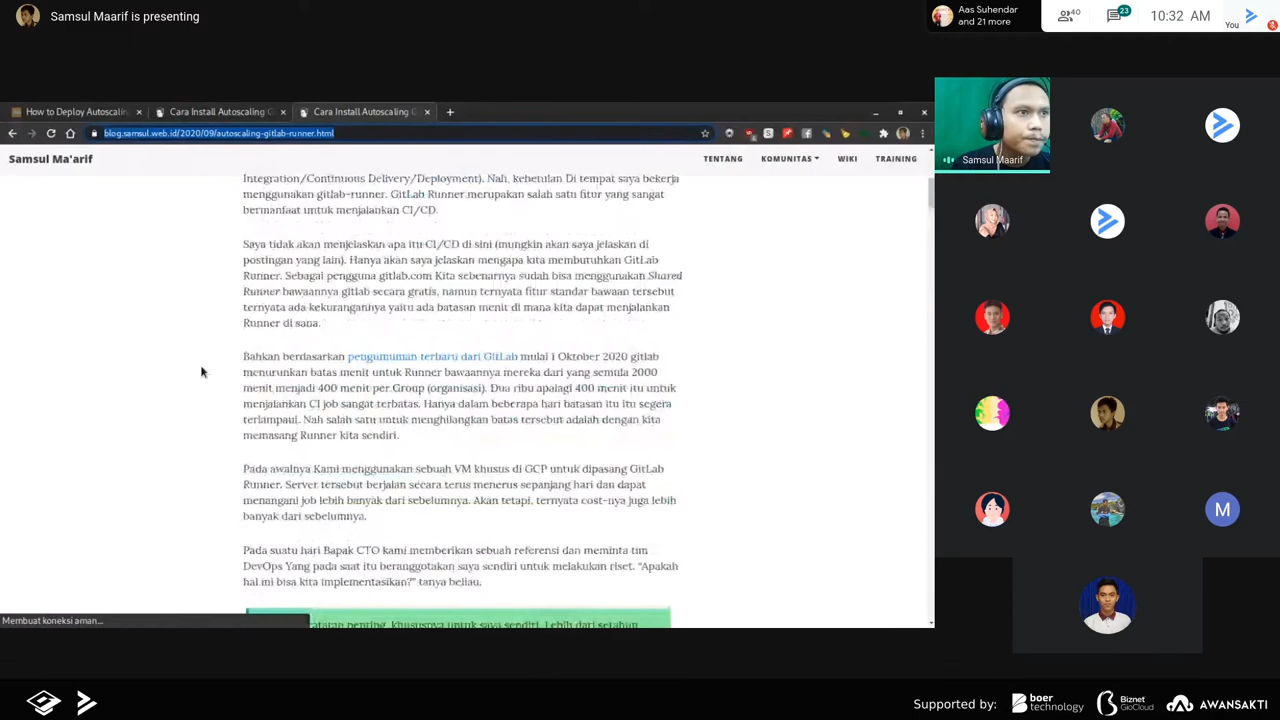 Samsul Maarif is presenting
Aas Suhendar
and 21 more
40
23
10:32 AM
You
How to Deploy Autoscaling
Cara Install Autoscaling G
Cara Install Autoscaling G
blog.samsul.web.id/2020/09/autoscaling-gitlab-runner.html
Samsul Ma'arif
TENTANG
KOMUNITAS
WIKI
TRAINING
Integration/Continuous Delivery/Deployment). Nah, kebetulan Di tempat saya bekerja
menggunakan gitlab-runner. GitLab Runner merupakan salah satu fitur yang sangat
bermanfaat untuk menjalankan CI/CD.
Saya tidak akan menjelaskan apa itu CI/CD di sini (mungkin akan saya jelaskan di
postingan yang lain). Hanya akan saya jelaskan mengapa kita membutuhkan GitLab
Runner. Sebagai pengguna gitlab.com Kita sebenarnya sudah bisa menggunakan Shared
Runner bawaannya gitlab secara gratis, namun ternyata fitur standar bawaan tersebut
ternyata ada kekurangannya yaitu ada batasan menit di mana kita dapat menjalankan
Runner di sana.
Bahkan berdasarkan pengumuman terbaru dari GitLab mulai 1 Oktober 2020 gitlab
menurunkan batas menit untuk Runner bawaannya mereka dari yang semula 2000
menit menjadi 400 menit per Group (organisasi). Dua ribu apalagi 400 menit itu untuk
menjalankan CI job sangat terbatas. Hanya dalam beberapa hari batasan itu itu segera
terlampaui. Nah salah satu untuk menghilangkan batas tersebut adalah dengan kita
memasang Runner kita sendiri.
Pada awalnya Kami menggunakan sebuah VM khusus di GCP untuk dipasang GitLab
Runner. Server tersebut berjalan secara terus menerus sepanjang hari dan dapat
menangani job lebih banyak dari sebelumnya. Akan tetapi, ternyata cost-nya juga lebih
banyak dari sebelumnya.
Pada suatu hari Bapak CTO kami memberikan sebuah referensi dan meminta tim
DevOps Yang pada saat itu beranggotakan saya sendiri untuk melakukan riset. "Apakah
hal ini bisa kita implementasikan?" tanya beliau.
penting, khususnya untuk saya sendiri. Lebih dari setahun
Membuat koneksi aman...
Samsul Maarif
M
Supported by:
boer
technology
Biznet
GioCloud
AWANSAKTI